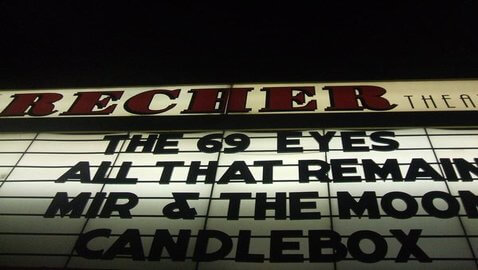 RECHER THEA
THE 69 EYES
ALL THAT REMAIN
MIR & THE MOON
CANDLEBOX